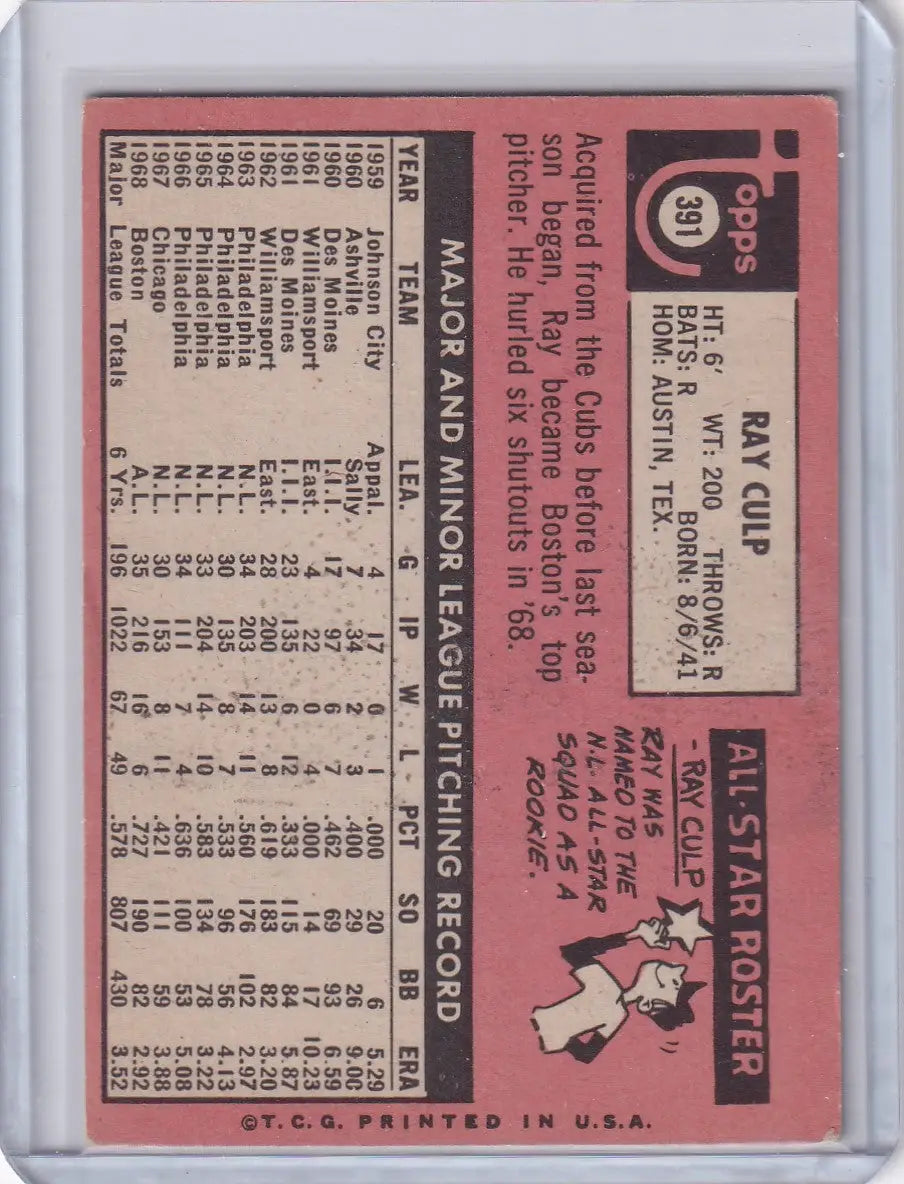 Topps
391
RAY CULP
HT: 6' WT: 200 THROWS: R
BATS: R BORN: 8/6/41
HOM: AUSTIN, TEX.
Acquired from the Cubs before last sea-
son began, Ray became Boston's top
pitcher. He hurled six shutouts in '68.
ALL-STAR ROSTER
- RAY CULP
RAY WAS
NAMED TO THE
N.L. ALL-STAR
SQUAD AS A
ROOKIE.
MAJOR AND MINOR LEAGUE PITCHING RECORD
YEAR TEAM LEA. G IP W L PCT SO BB ERA
1959 Johnson City Appal. 4 17 0 1 .000 20 6 5.29
1960 Ashville Sally. 7 34 2 3 .400 29 26 9.00
1960 Des Moines I.I.I. 17 97 6 7 .462 69 93 6.59
1961 Williamsport East. 4 22 0 4 .000 14 17 10.23
1961 Des Moines I.I.I. 23 135 6 12 .333 115 84 5.87
1962 Williamsport East. 28 200 13 8 .619 183 82 3.20
1963 Philadelphia N.L. 34 203 14 11 .560 176 102 2.97
1964 Philadelphia N.L. 30 135 8 7 .533 96 56 4.13
1965 Philadelphia N.L. 33 204 14 10 .583 134 78 3.22
1966 Philadelphia N.L. 34 111 7 4 .636 100 53 5.08
1967 Chicago N.L. 30 153 8 11 .421 111 59 3.88
1968 Boston A.L. 35 216 16 6 .727 190 82 2.92
Major League Totals 6 Yrs. 196 1022 67 49 .578 807 430 3.52
©T.C.G. PRINTED IN U.S.A.